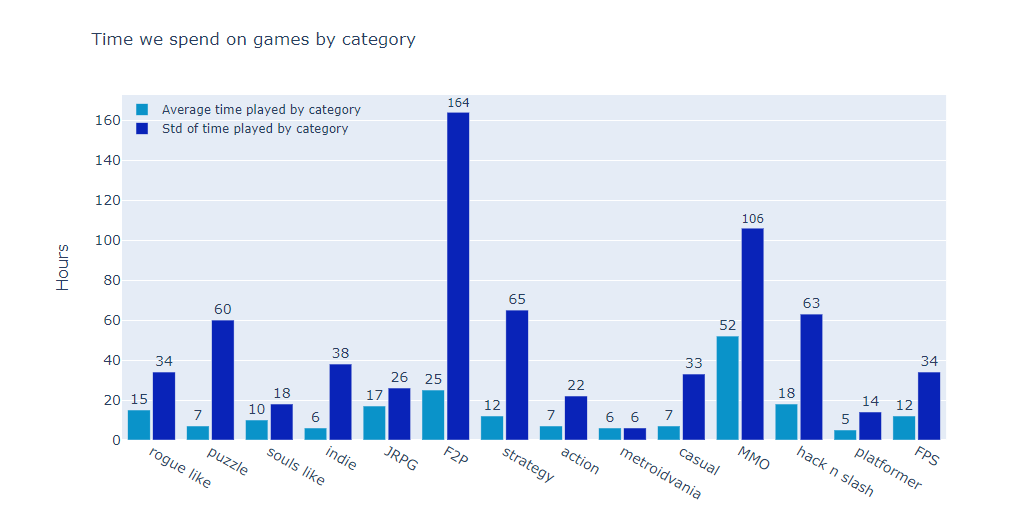 Time we spend on games by category
Average time played by category
Std of time played by category
Hours
160
140
120
100
80
60
40
20
0
15 34
7 60
10 18
6 38
17 26
25 164
12 65
7 22
6 6
7 33
52 106
18 63
5 14
12 34
rogue like
puzzle
souls like
indie
JRPG
F2P
strategy
action
metroidvania
casual
MMO
hack n slash
platformer
FPS